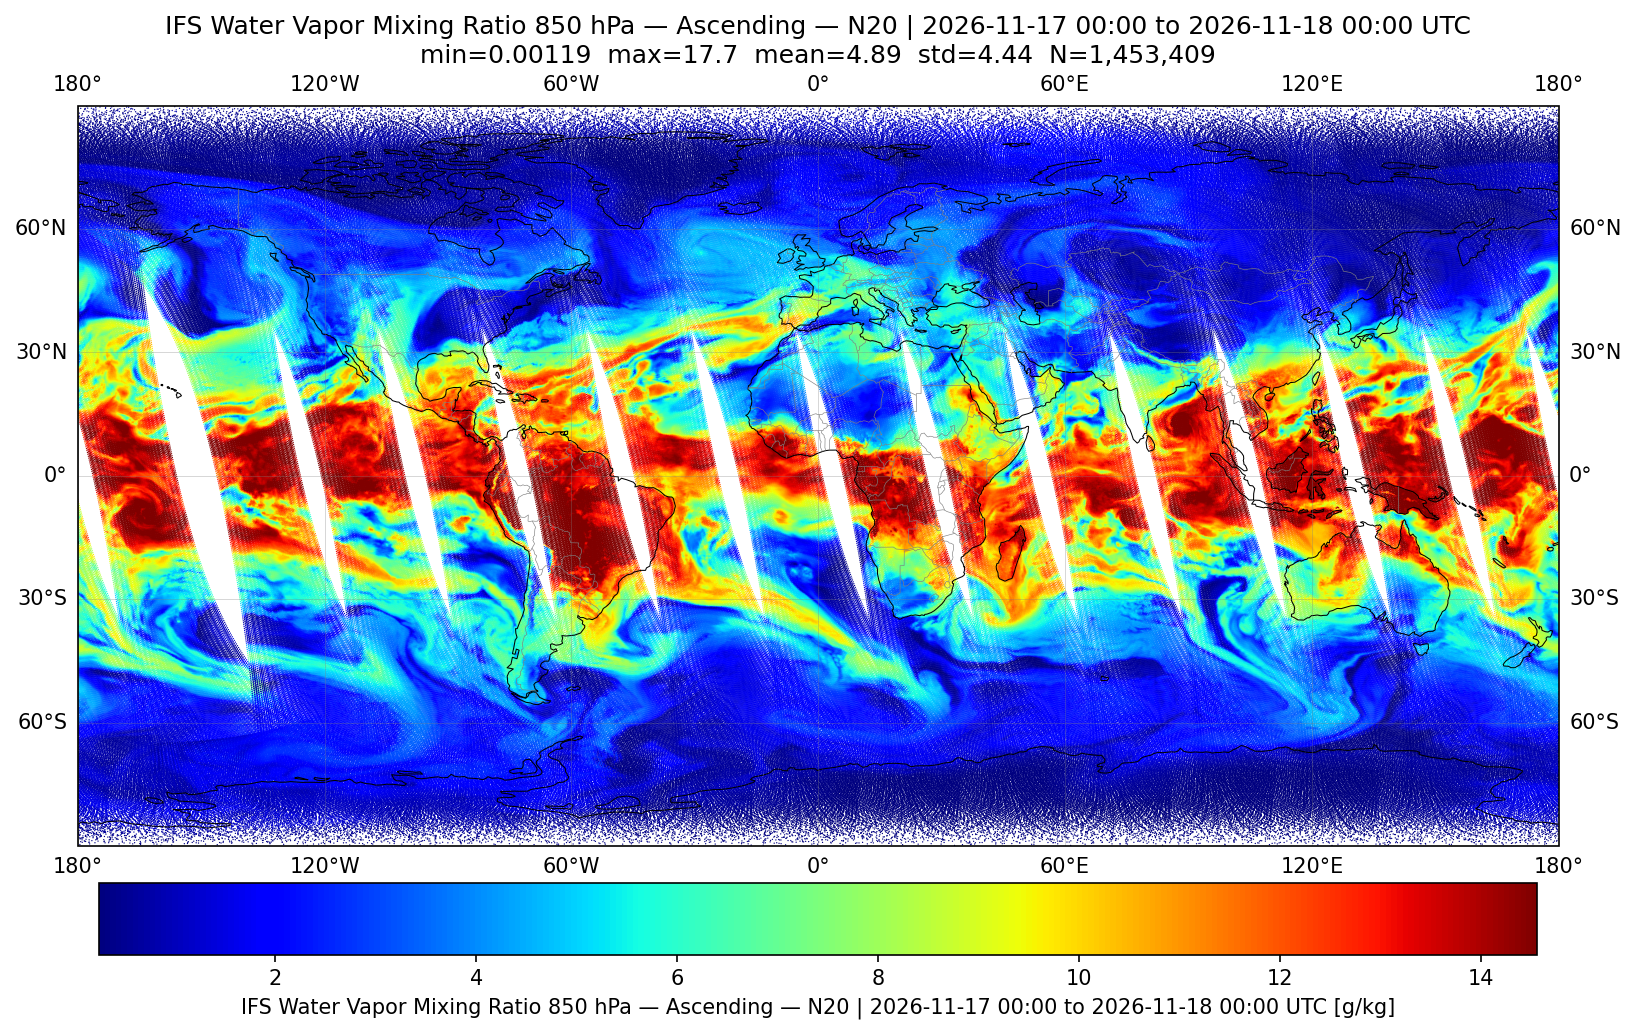 IFS Water Vapor Mixing Ratio 850 hPa — Ascending — N20 | 2026-11-17 00:00 to 2026-11-18 00:00 UTC
min=0.00119  max=17.7  mean=4.89  std=4.44  N=1,453,409
180° 120°W 60°W 0° 60°E 120°E 180°
60°N 60°N
30°N 30°N
0° 0°
30°S 30°S
60°S 60°S
180° 120°W 60°W 0° 60°E 120°E 180°
2 4 6 8 10 12 14
IFS Water Vapor Mixing Ratio 850 hPa — Ascending — N20 | 2026-11-17 00:00 to 2026-11-18 00:00 UTC [g/kg]